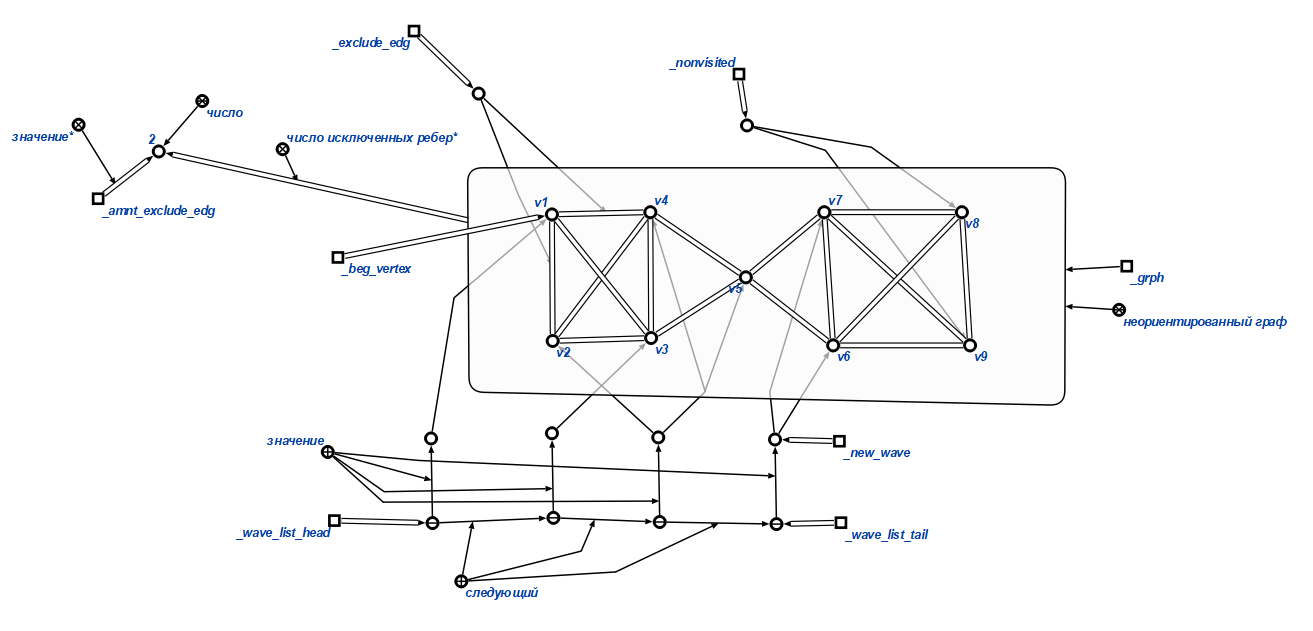 _exclude_edg
_nonvisited
число
значение*
2
число исключенных ребер*
_amnt_exclude_edg
v1
v4
v7
v8
_beg_vertex
_grph
v5
неориентированный граф
v2
v3
v6
v9
значение
_new_wave
_wave_list_head
_wave_list_tail
следующий